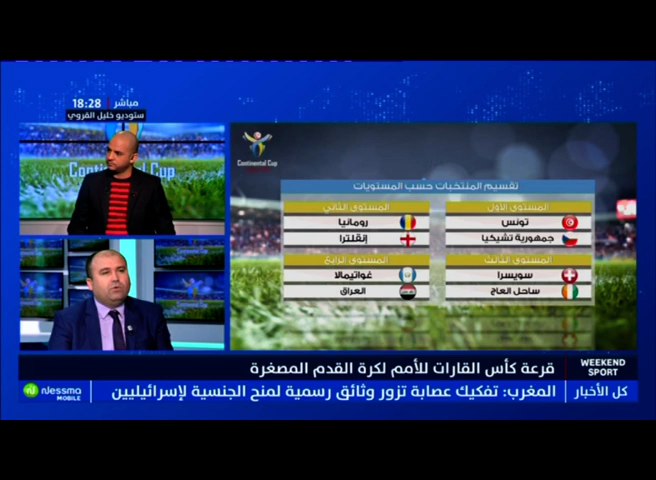 18:28 مباشر
ستوديو خليل القروي
Continental Cup
Continental Cup
تقسيم المنتخبات حسب المستويات
المستوى الأول
المستوى الثاني
تونس
رومانيا
جمهورية تشيكيا
إنقلترا
المستوى الثالث
المستوى الرابع
سويسرا
غواتيمالا
ساحل العاج
العراق
WEEKEND
SPORT
قرعة كأس القارات للأمم لكرة القدم المصغرة
كل الأخبار
المغرب: تفكيك عصابة تزور وثائق رسمية لمنح الجنسية لإسرائيليين
nessma
MOBILE